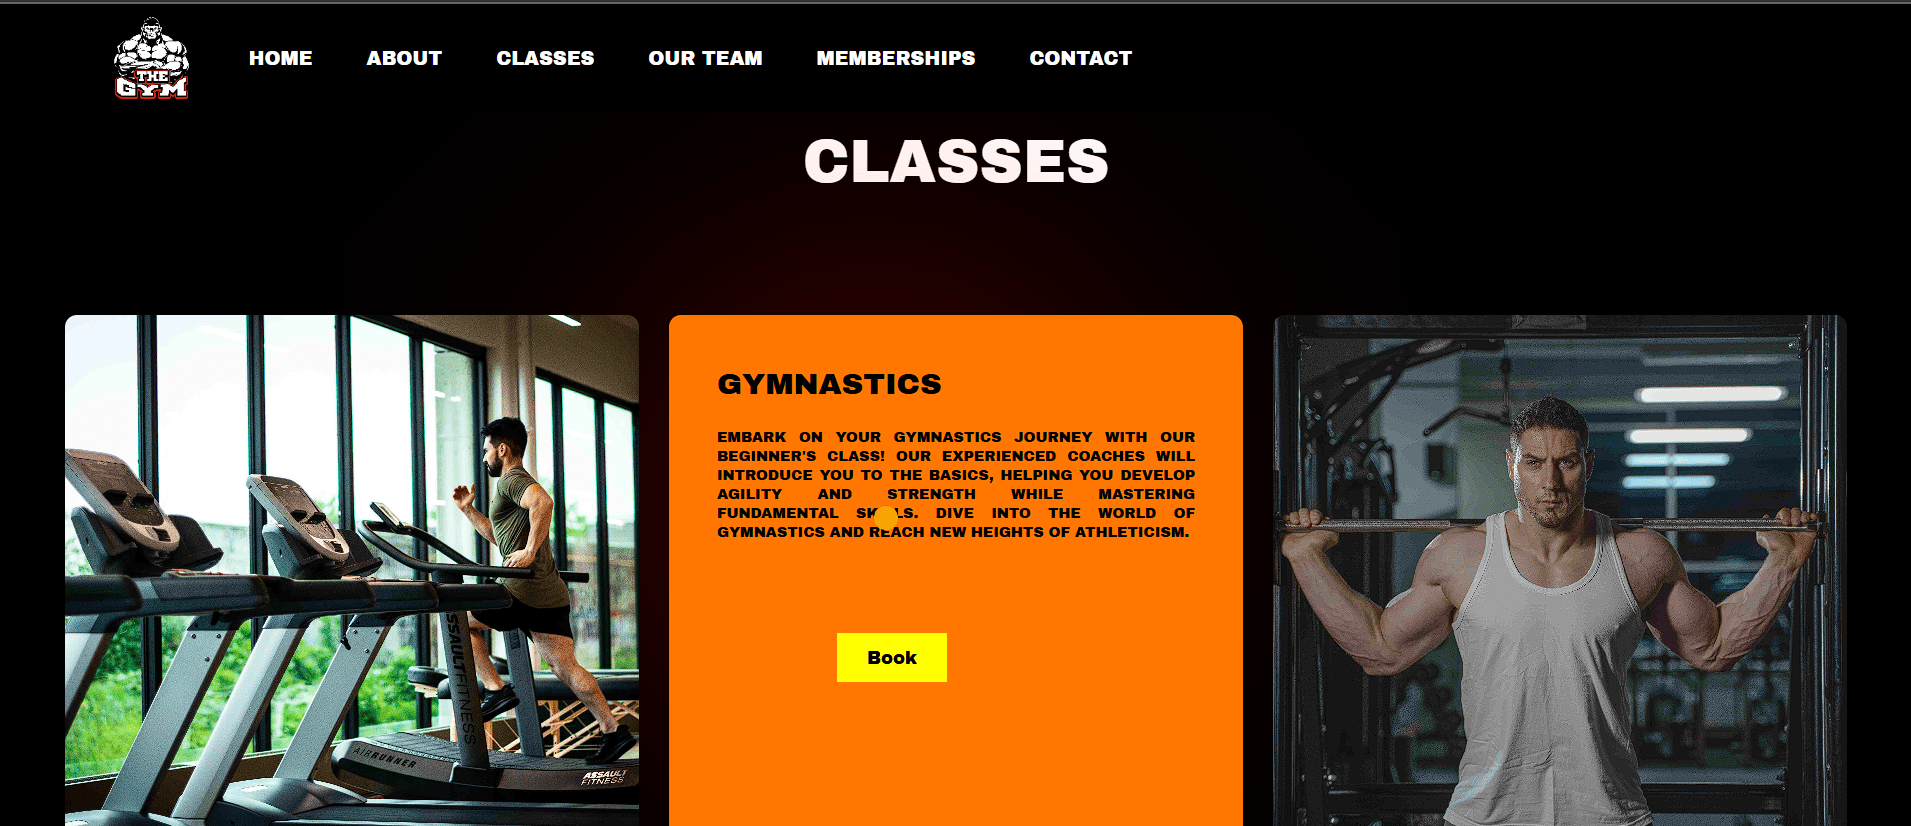 THE
GYM
HOME ABOUT CLASSES OUR TEAM MEMBERSHIPS CONTACT
CLASSES
GYMNASTICS
EMBARK ON YOUR GYMNASTICS JOURNEY WITH OUR
BEGINNER'S CLASS! OUR EXPERIENCED COACHES WILL
INTRODUCE YOU TO THE BASICS, HELPING YOU DEVELOP
AGILITY AND STRENGTH WHILE MASTERING
FUNDAMENTAL SKILLS. DIVE INTO THE WORLD OF
GYMNASTICS AND REACH NEW HEIGHTS OF ATHLETICISM.
Book
ASSAULT FITNESS
AIRRUNNER
ASSAULT
FITNESS